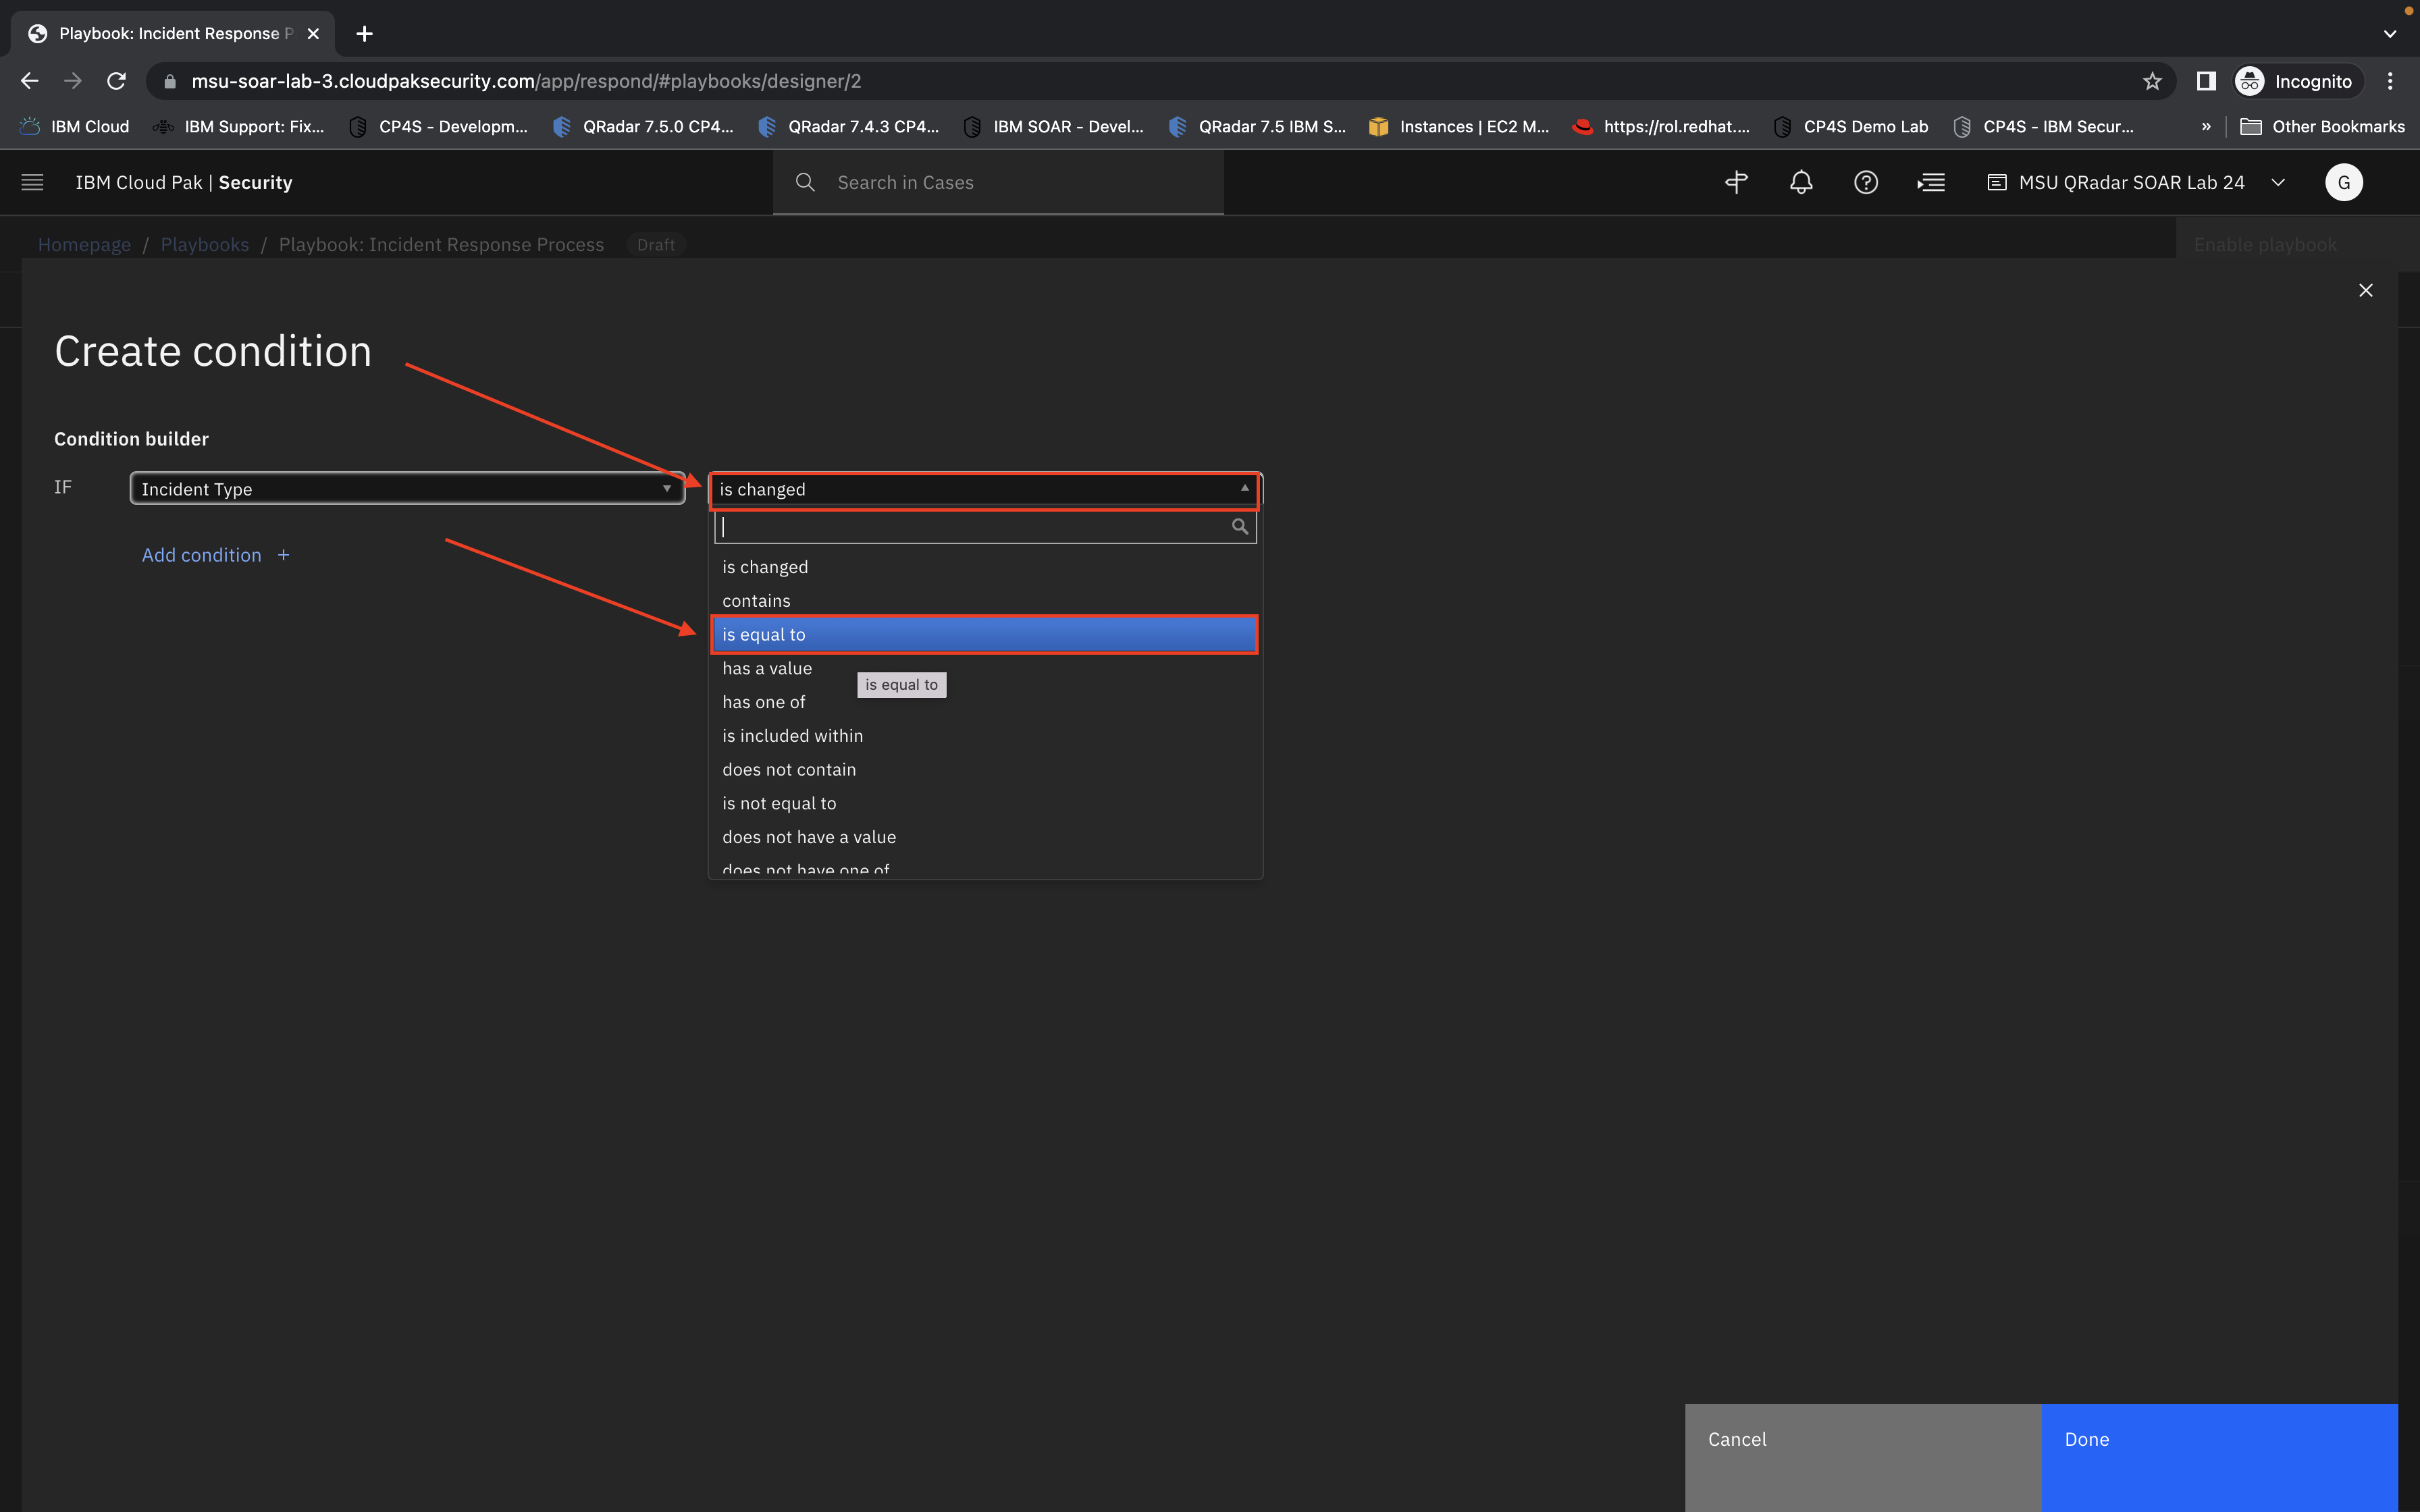 Playbook: Incident Response P
msu-soar-lab-3.cloudpaksecurity.com/app/respond/#playbooks/designer/2
Incognito
IBM Cloud
IBM Support: Fix...
CP4S - Developm...
QRadar 7.5.0 CP4...
QRadar 7.4.3 CP4...
IBM SOAR - Devel...
QRadar 7.5 IBM S...
Instances | EC2 M...
https://rol.redhat....
CP4S Demo Lab
CP4S - IBM Secur...
»
Other Bookmarks
IBM Cloud Pak | Security
Search in Cases
MSU QRadar SOAR Lab 24
G
Homepage / Playbooks / Playbook: Incident Response Process
Draft
Enable playbook
Create condition
Condition builder
IF
Incident Type
is changed
Add condition +
is changed
contains
is equal to
has a value
is equal to
has one of
is included within
does not contain
is not equal to
does not have a value
does not have one of
Cancel
Done